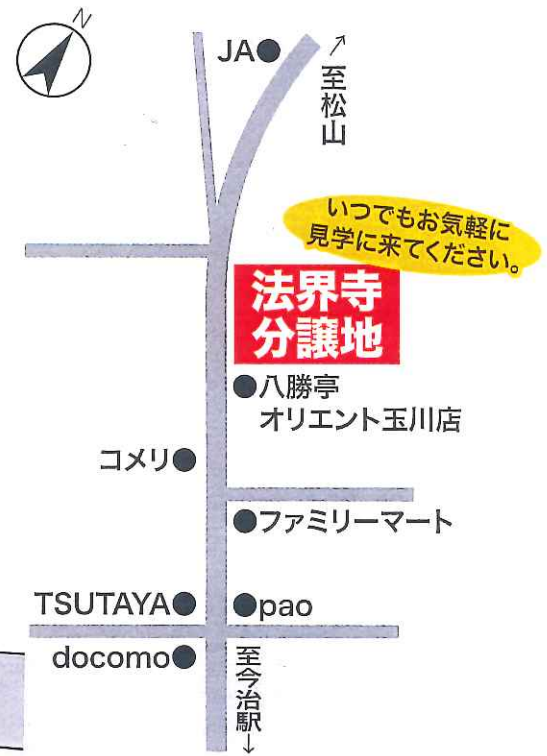 N
JA●
↗
至松山
いつでもお気軽に
見学に来てください。
法界寺
分譲地
●八勝亭
オリエント玉川店
コメリ●
●ファミリーマート
TSUTAYA●
●pao
docomo●
至今治駅
↓